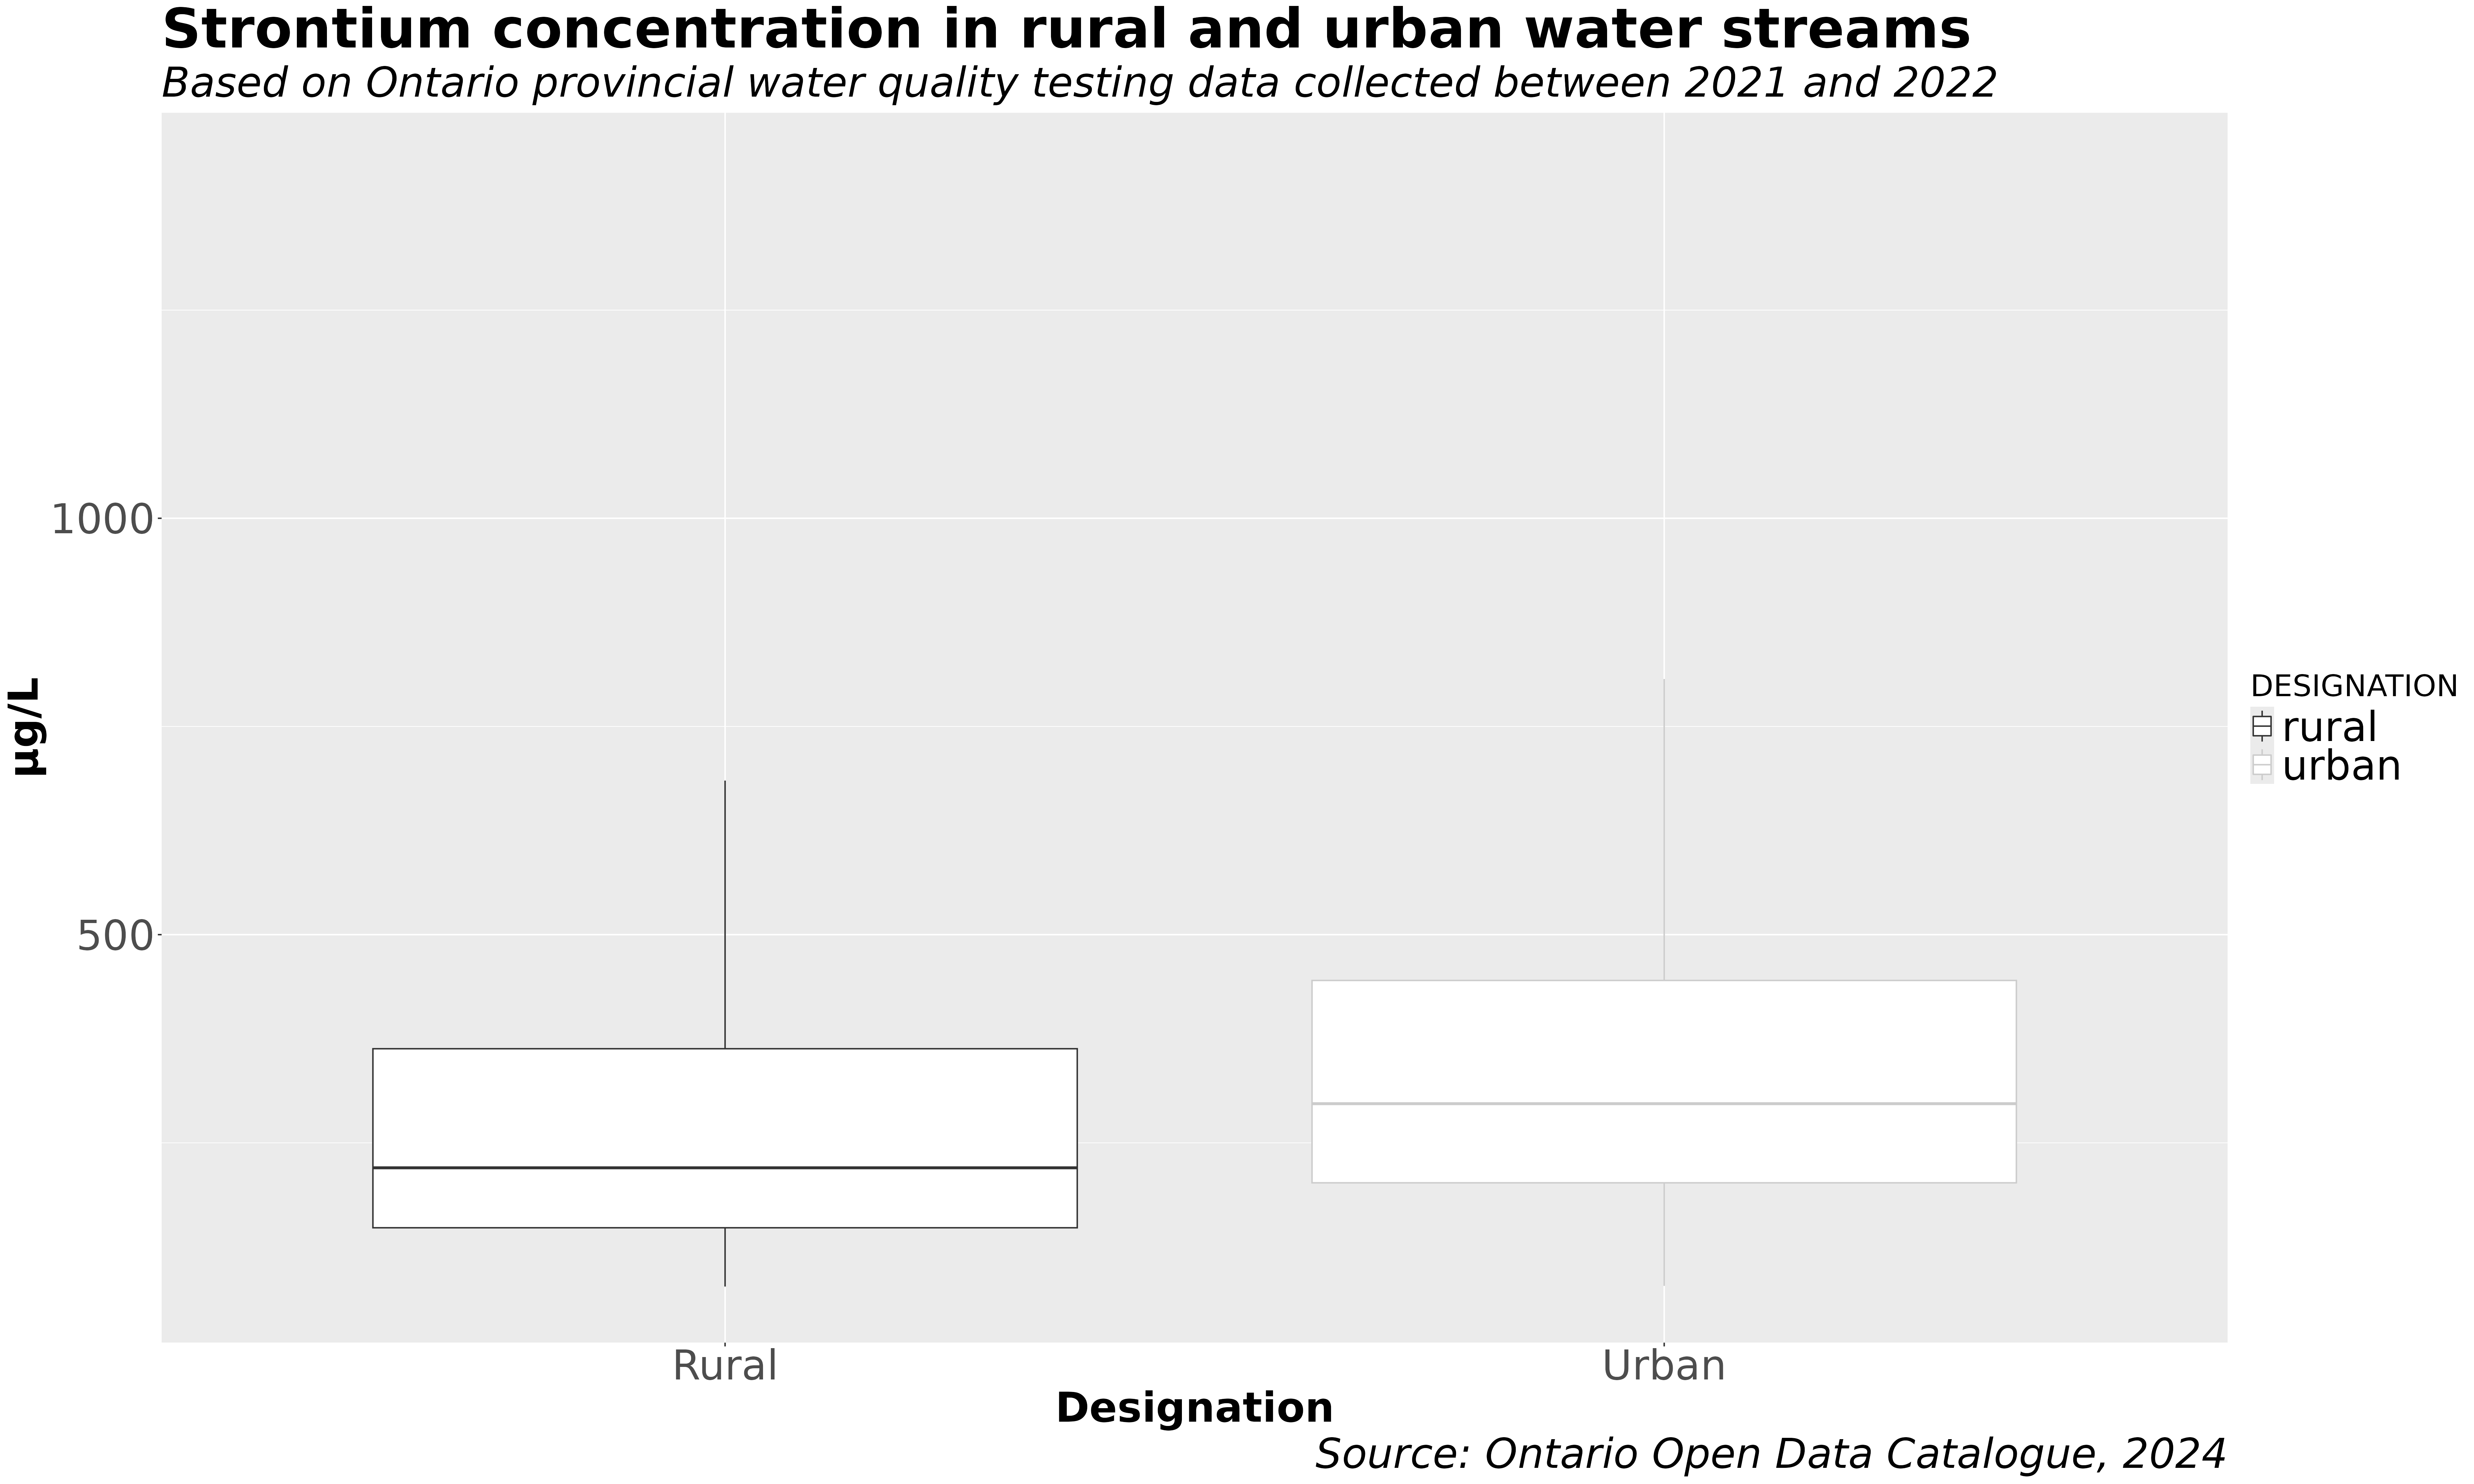 Strontium concentration in rural and urban water streams
Based on Ontario provincial water quality testing data collected between 2021 and 2022
1000
500
µg/L
Rural
Urban
Designation
DESIGNATION
rural
urban
Source: Ontario Open Data Catalogue, 2024